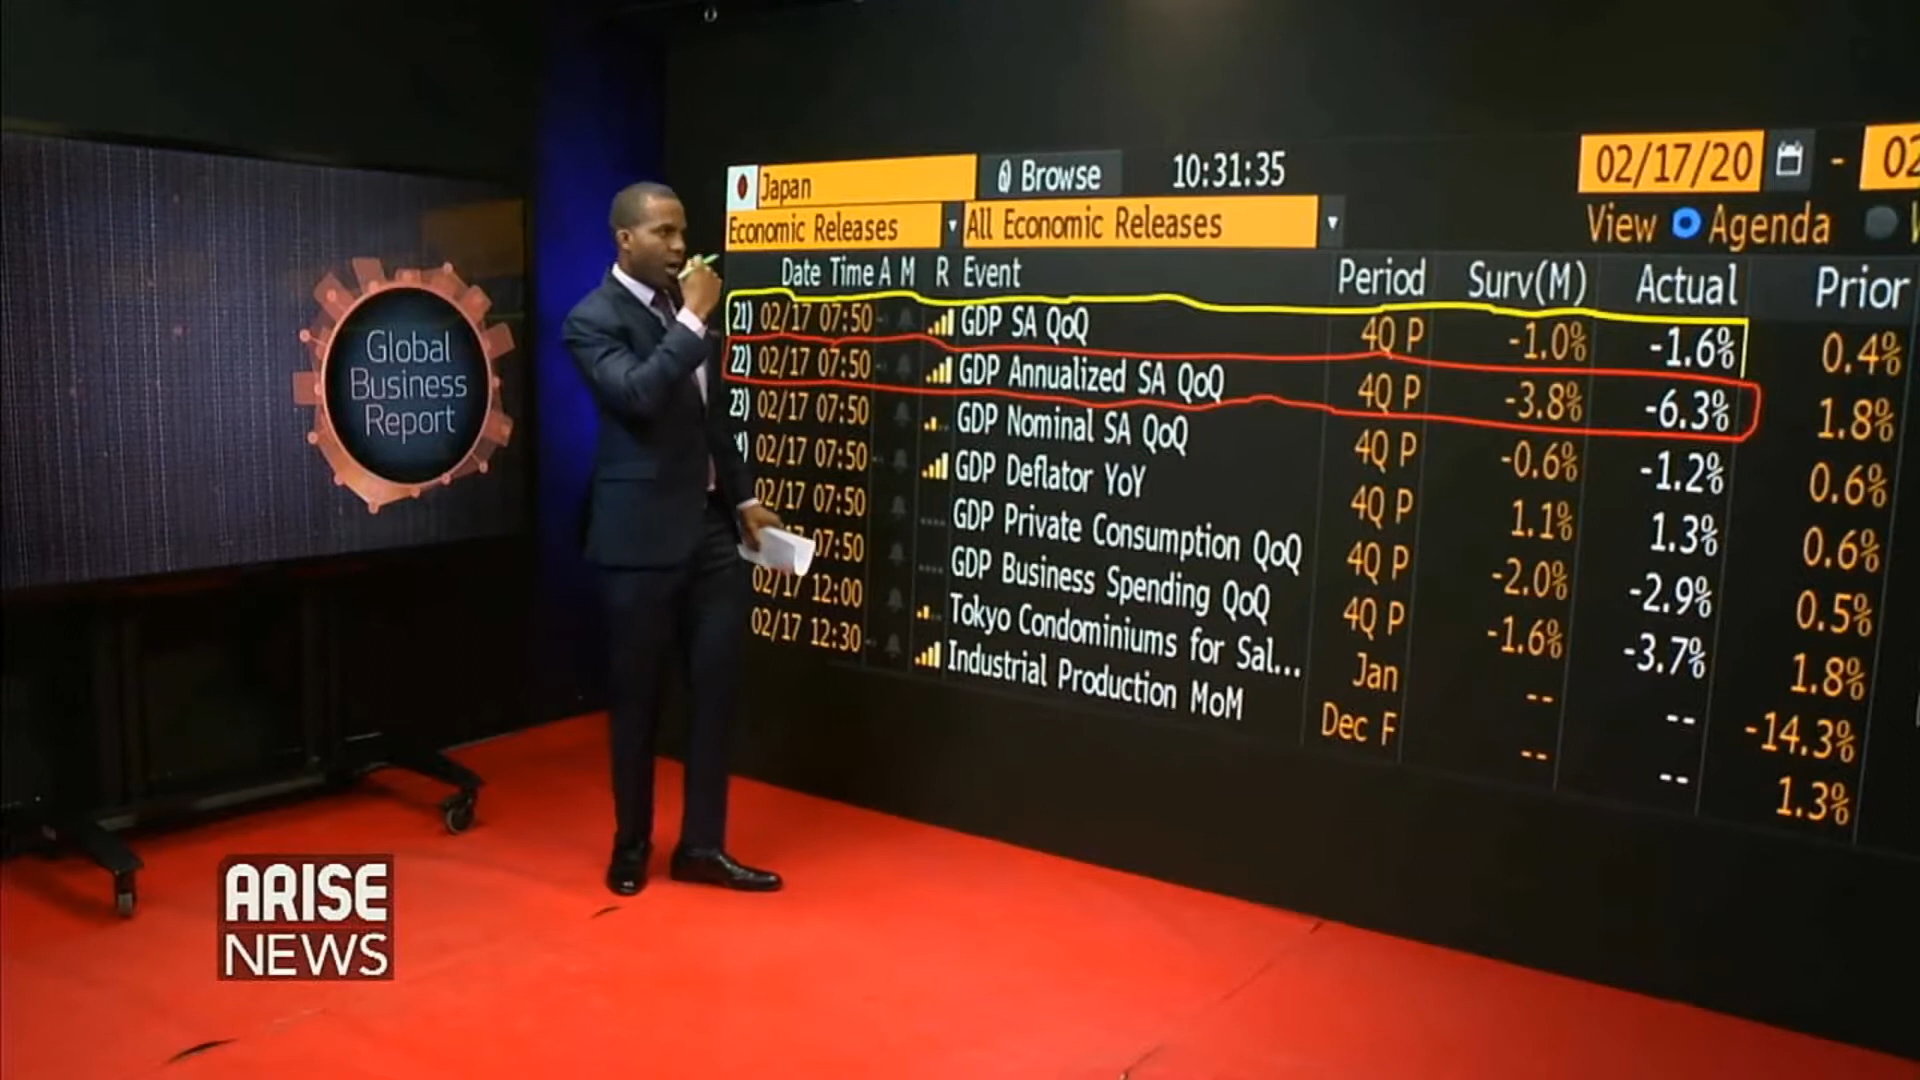 Global
Business
Report
ARISE
NEWS
Japan Browse 10:31:35 02/17/20 - 02
Economic Releases All Economic Releases View Agenda
Date Time A M R Event Period Surv(M) Actual Prior
21) 02/17 07:50 GDP SA QoQ 4Q P -1.0% -1.6% 0.4%
22) 02/17 07:50 GDP Annualized SA QoQ 4Q P -3.8% -6.3% 1.8%
23) 02/17 07:50 GDP Nominal SA QoQ 4Q P -0.6% -1.2% 0.6%
02/17 07:50 GDP Deflator YoY 4Q P 1.1% 1.3% 0.6%
02/17 07:50 GDP Private Consumption QoQ 4Q P -2.0% -2.9% 0.5%
07:50 GDP Business Spending QoQ 4Q P -1.6% -3.7% 1.8%
02/17 12:00 Tokyo Condominiums for Sal... Jan -- -- -14.3%
02/17 12:30 Industrial Production MoM Dec F -- -- 1.3%